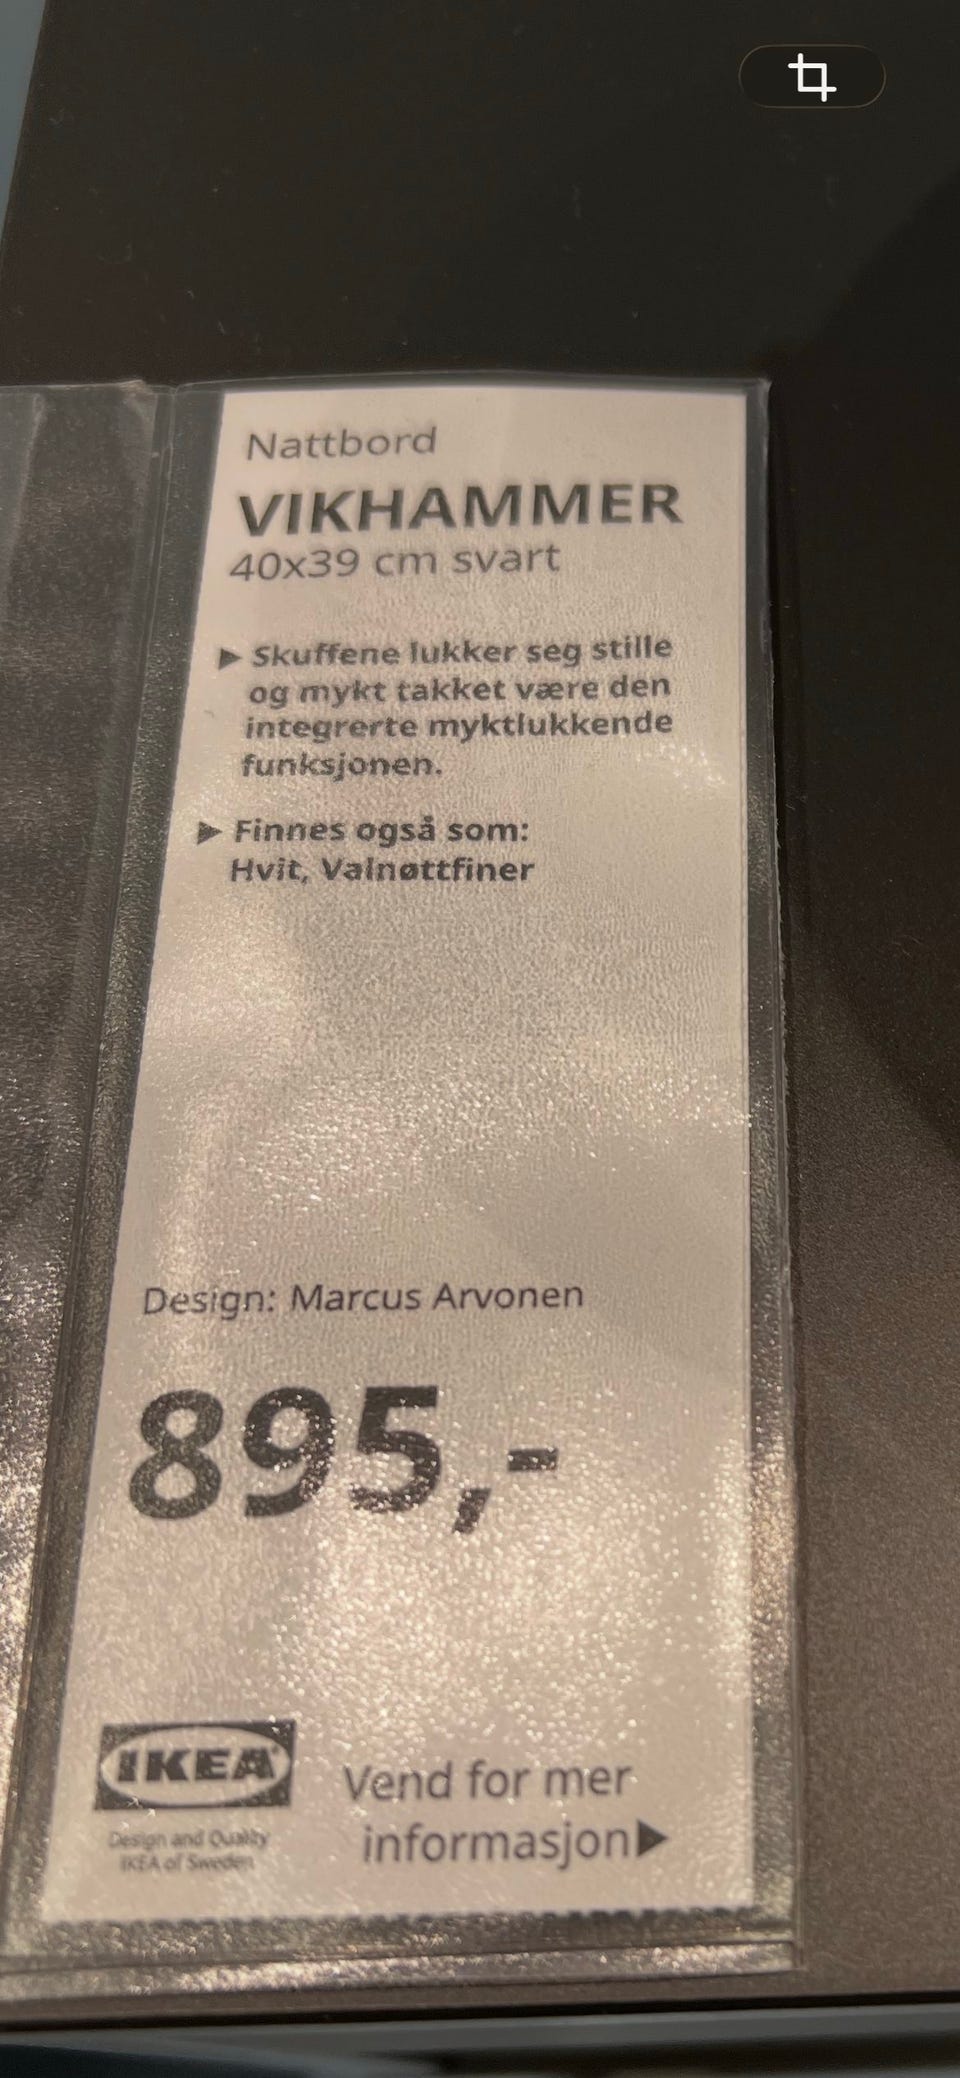 Nattbord
VIKHAMMER
40x39 cm svart
▶ Skuffene lukker seg stille
og mykt takket være den
integrerte myktlukkende
funksjonen.
▶ Finnes også som:
Hvit, Valnøttfiner
Design: Marcus Arvonen
895,-
IKEA®
Design and Quality
IKEA of Sweden
Vend for mer
informasjon▶